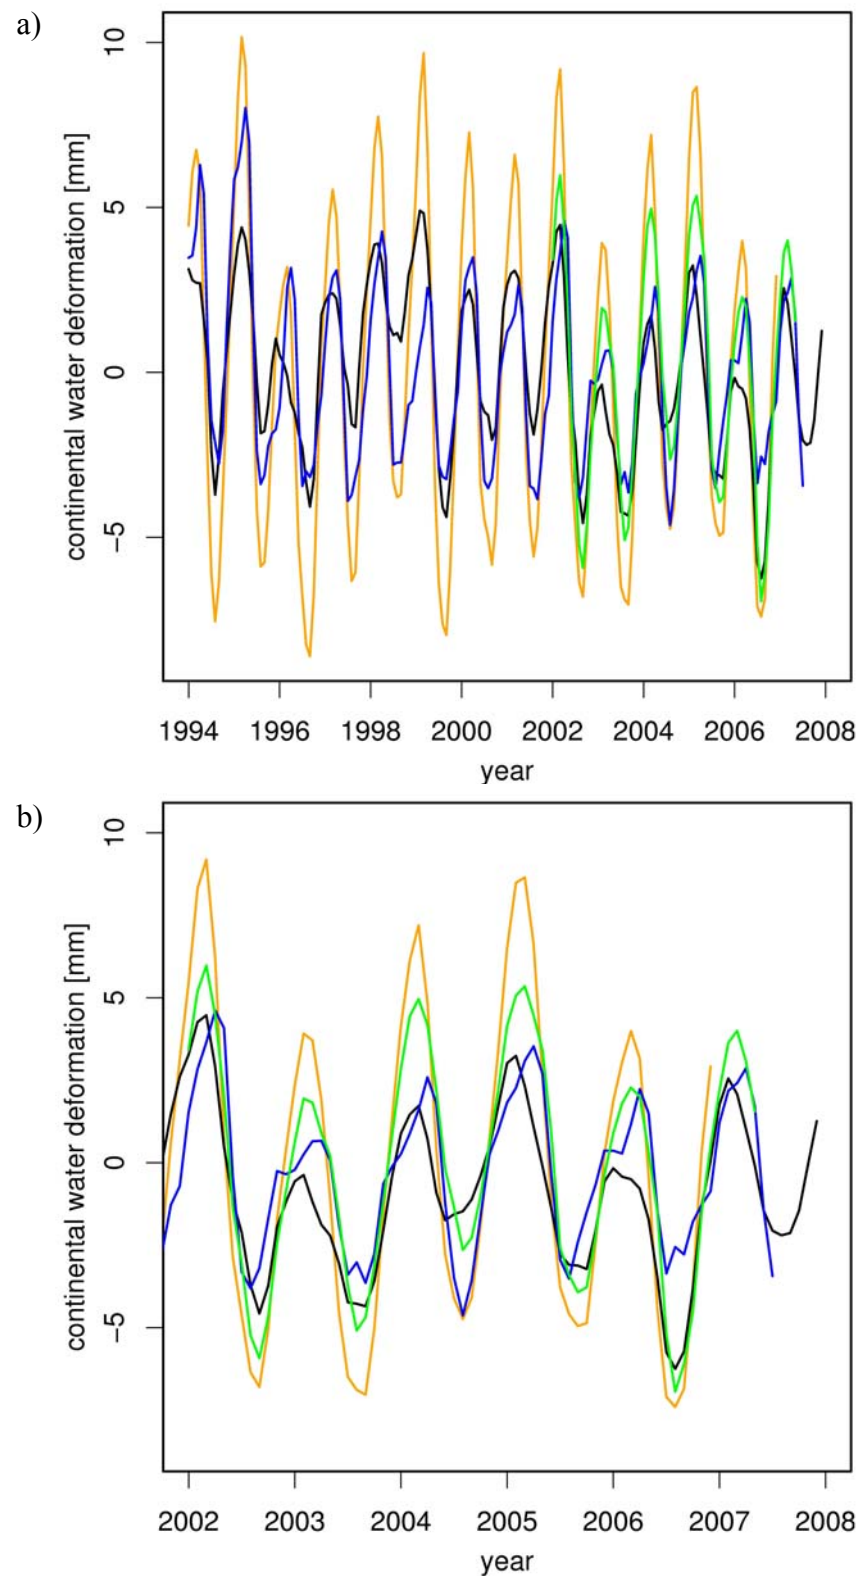 a)
continental water deformation [mm]
10
5
0
−5
1994 1996 1998 2000 2002 2004 2006 2008
year
b)
continental water deformation [mm]
10
5
0
−5
2002 2003 2004 2005 2006 2007 2008
year